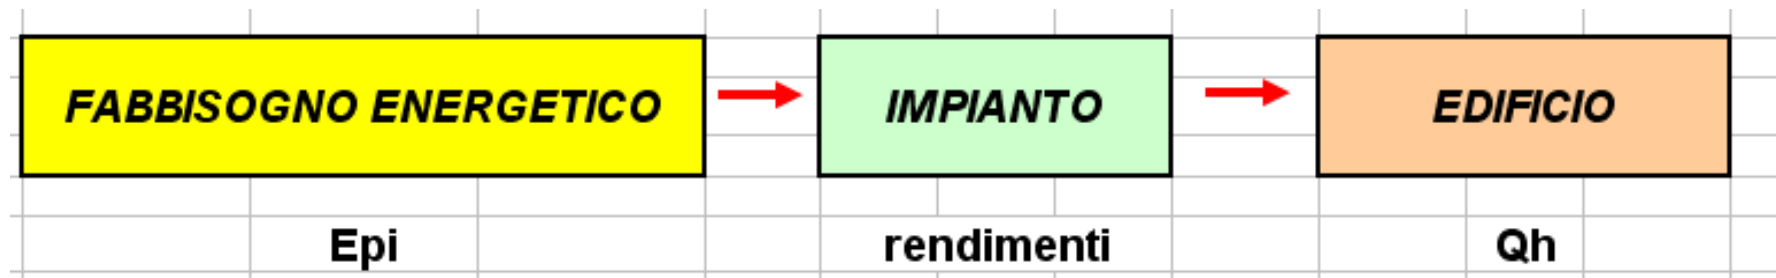 FABBISOGNO ENERGETICO IMPIANTO EDIFICIO
Epi rendimenti Qh